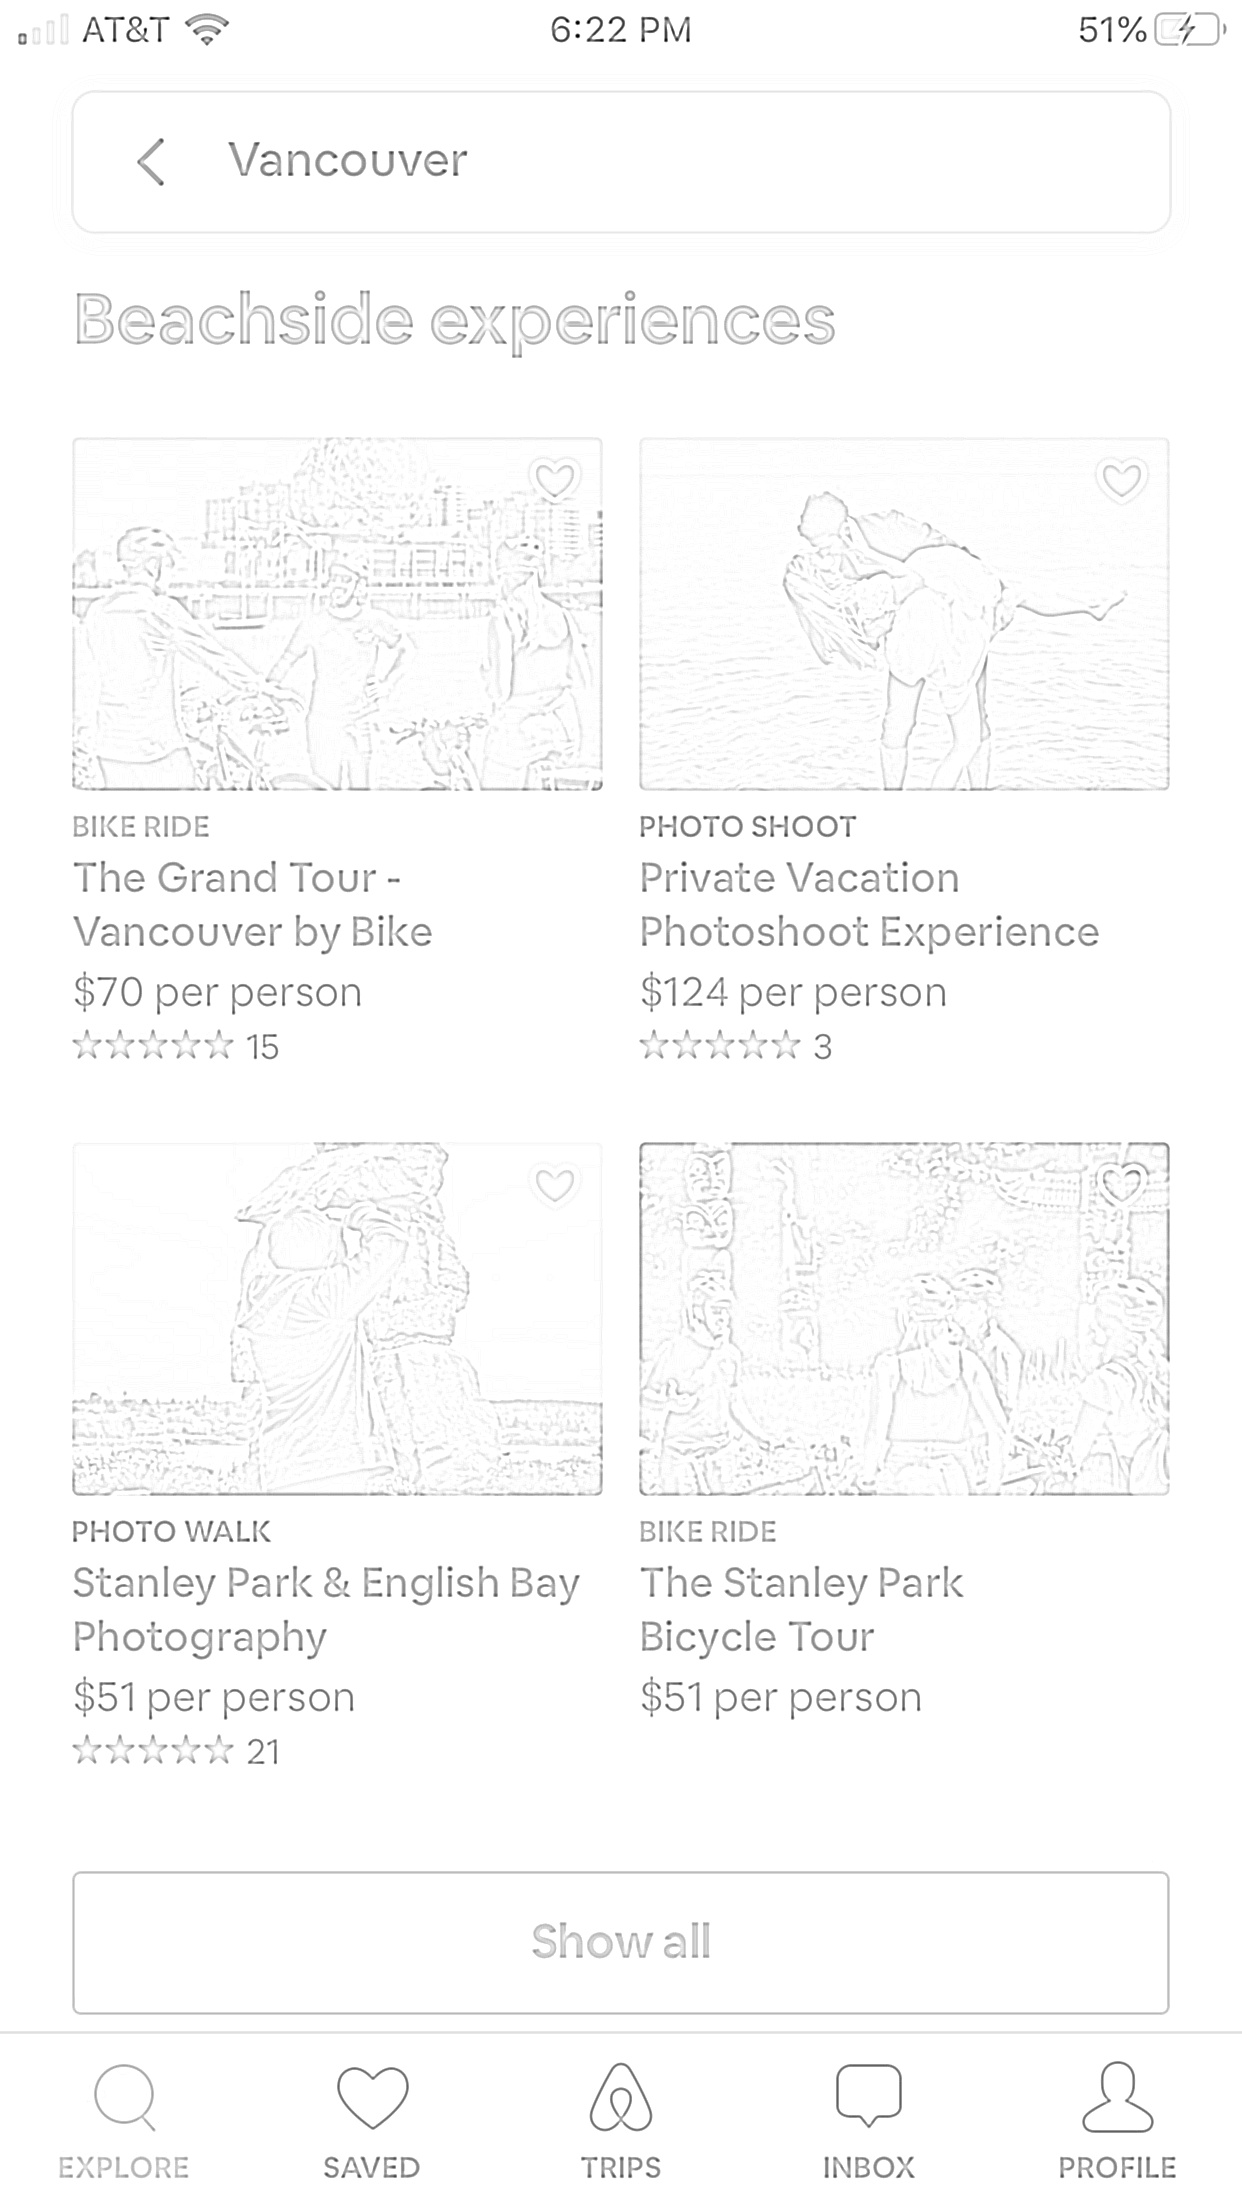 AT&T 6:22 PM 51%
Vancouver
Beachside experiences
BIKE RIDE
The Grand Tour -
Vancouver by Bike
$70 per person
15
PHOTO SHOOT
Private Vacation
Photoshoot Experience
$124 per person
3
PHOTO WALK
Stanley Park & English Bay
Photography
$51 per person
21
BIKE RIDE
The Stanley Park
Bicycle Tour
$51 per person
Show all
EXPLORE SAVED TRIPS INBOX PROFILE